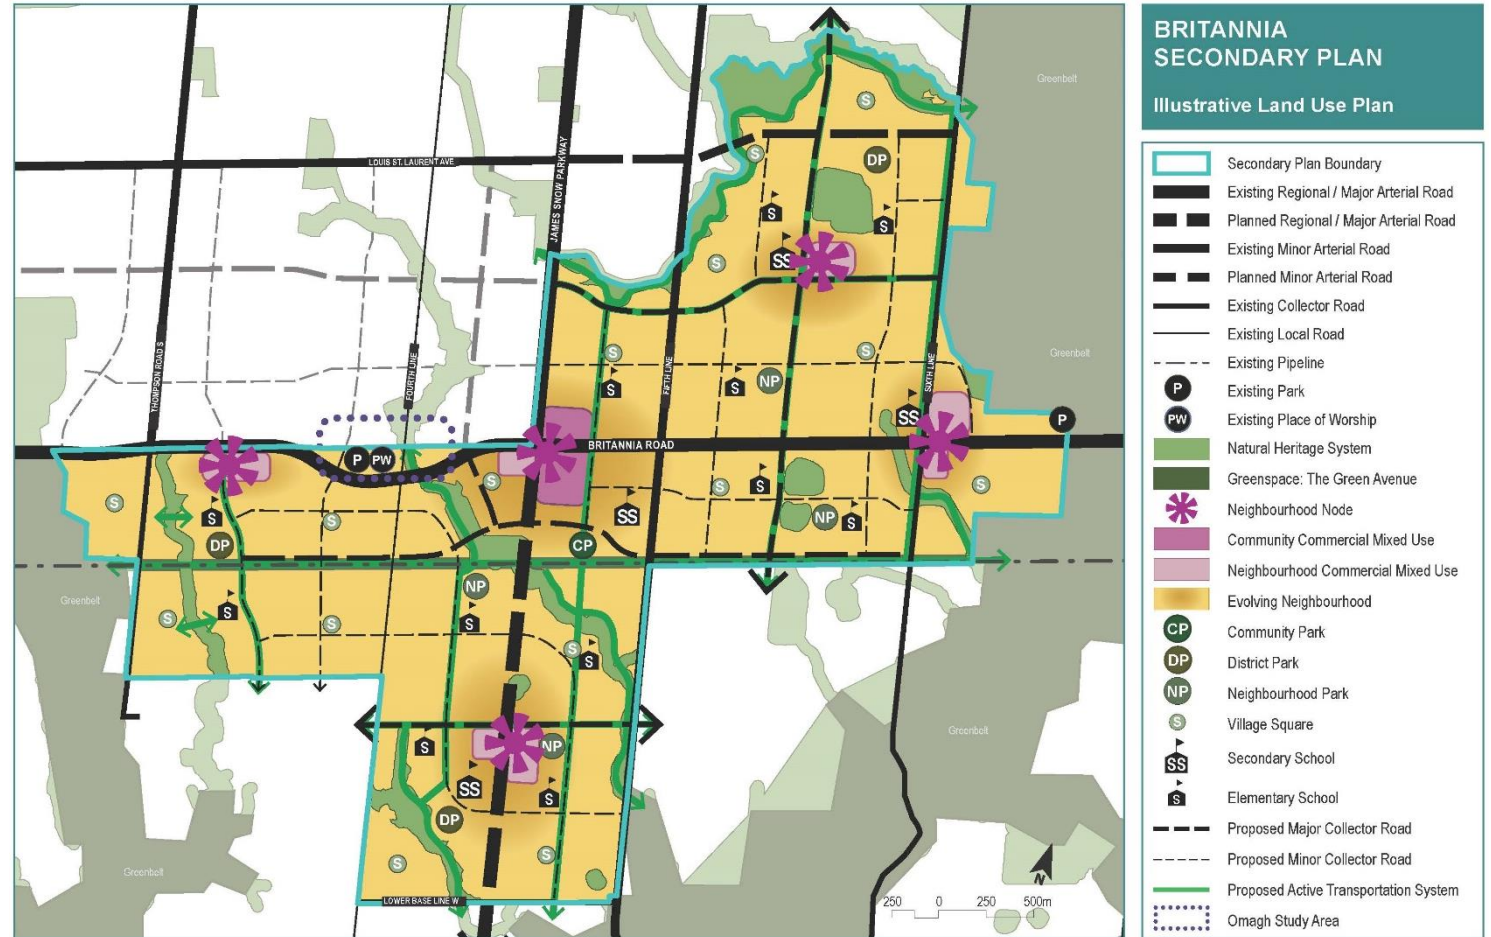 BRITANNIA
SECONDARY PLAN
Illustrative Land Use Plan
Secondary Plan Boundary
Existing Regional / Major Arterial Road
Planned Regional / Major Arterial Road
Existing Minor Arterial Road
Planned Minor Arterial Road
Existing Collector Road
Existing Local Road
Existing Pipeline
P Existing Park
PW Existing Place of Worship
Natural Heritage System
Greenspace: The Green Avenue
Neighbourhood Node
Community Commercial Mixed Use
Neighbourhood Commercial Mixed Use
Evolving Neighbourhood
CP Community Park
DP District Park
NP Neighbourhood Park
S Village Square
SS Secondary School
S Elementary School
Proposed Major Collector Road
Proposed Minor Collector Road
Proposed Active Transportation System
Omagh Study Area
Greenbelt
S
LOUIS ST. LAURENT AVE.
JAMES SNOW PARKWAY
S
DP
S
S
SS
S
Greenbelt
THOMPSON ROAD S
FOURTH LINE
FIFTH LINE
SIXTH LINE
S
S
S
S
NP
SS
P
BRITANNIA ROAD
P
PW
S
S
S
S
S
S
S
SS
NP
S
DP
CP
Greenbelt
NP
S
S
S
S
S
S
Greenbelt
S
NP
SS
S
DP
S
S
Greenbelt
LOWER BASE LINE W
N
250
0
250
500m